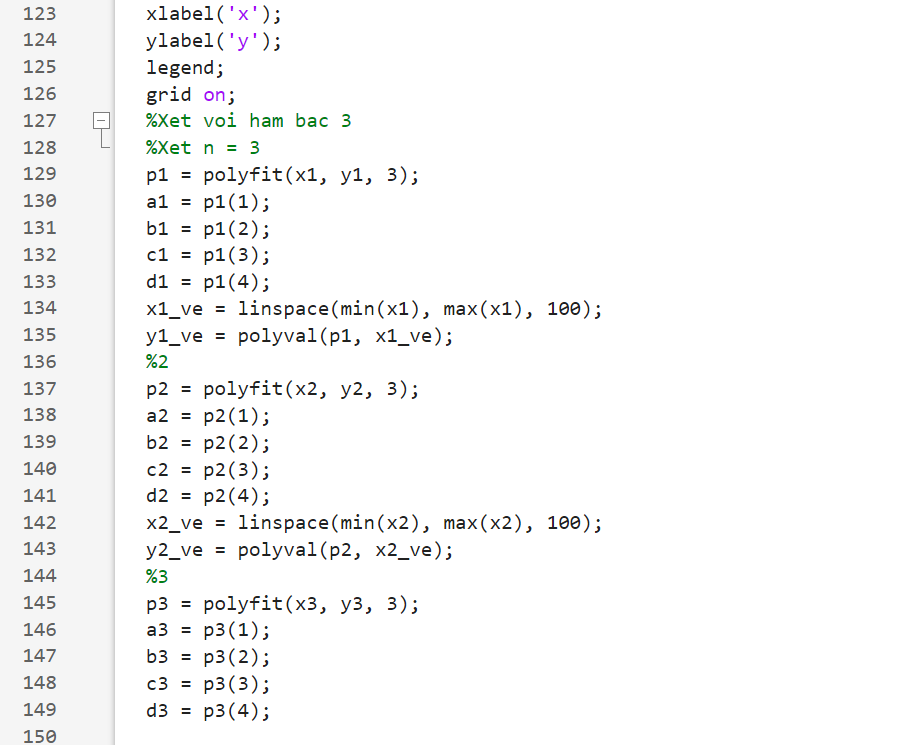 123 xlabel('x');
124 ylabel('y');
125 legend;
126 grid on;
127 %Xet voi ham bac 3
128 %Xet n = 3
129 p1 = polyfit(x1, y1, 3);
130 a1 = p1(1);
131 b1 = p1(2);
132 c1 = p1(3);
133 d1 = p1(4);
134 x1_ve = linspace(min(x1), max(x1), 100);
135 y1_ve = polyval(p1, x1_ve);
136 %2
137 p2 = polyfit(x2, y2, 3);
138 a2 = p2(1);
139 b2 = p2(2);
140 c2 = p2(3);
141 d2 = p2(4);
142 x2_ve = linspace(min(x2), max(x2), 100);
143 y2_ve = polyval(p2, x2_ve);
144 %3
145 p3 = polyfit(x3, y3, 3);
146 a3 = p3(1);
147 b3 = p3(2);
148 c3 = p3(3);
149 d3 = p3(4);
150